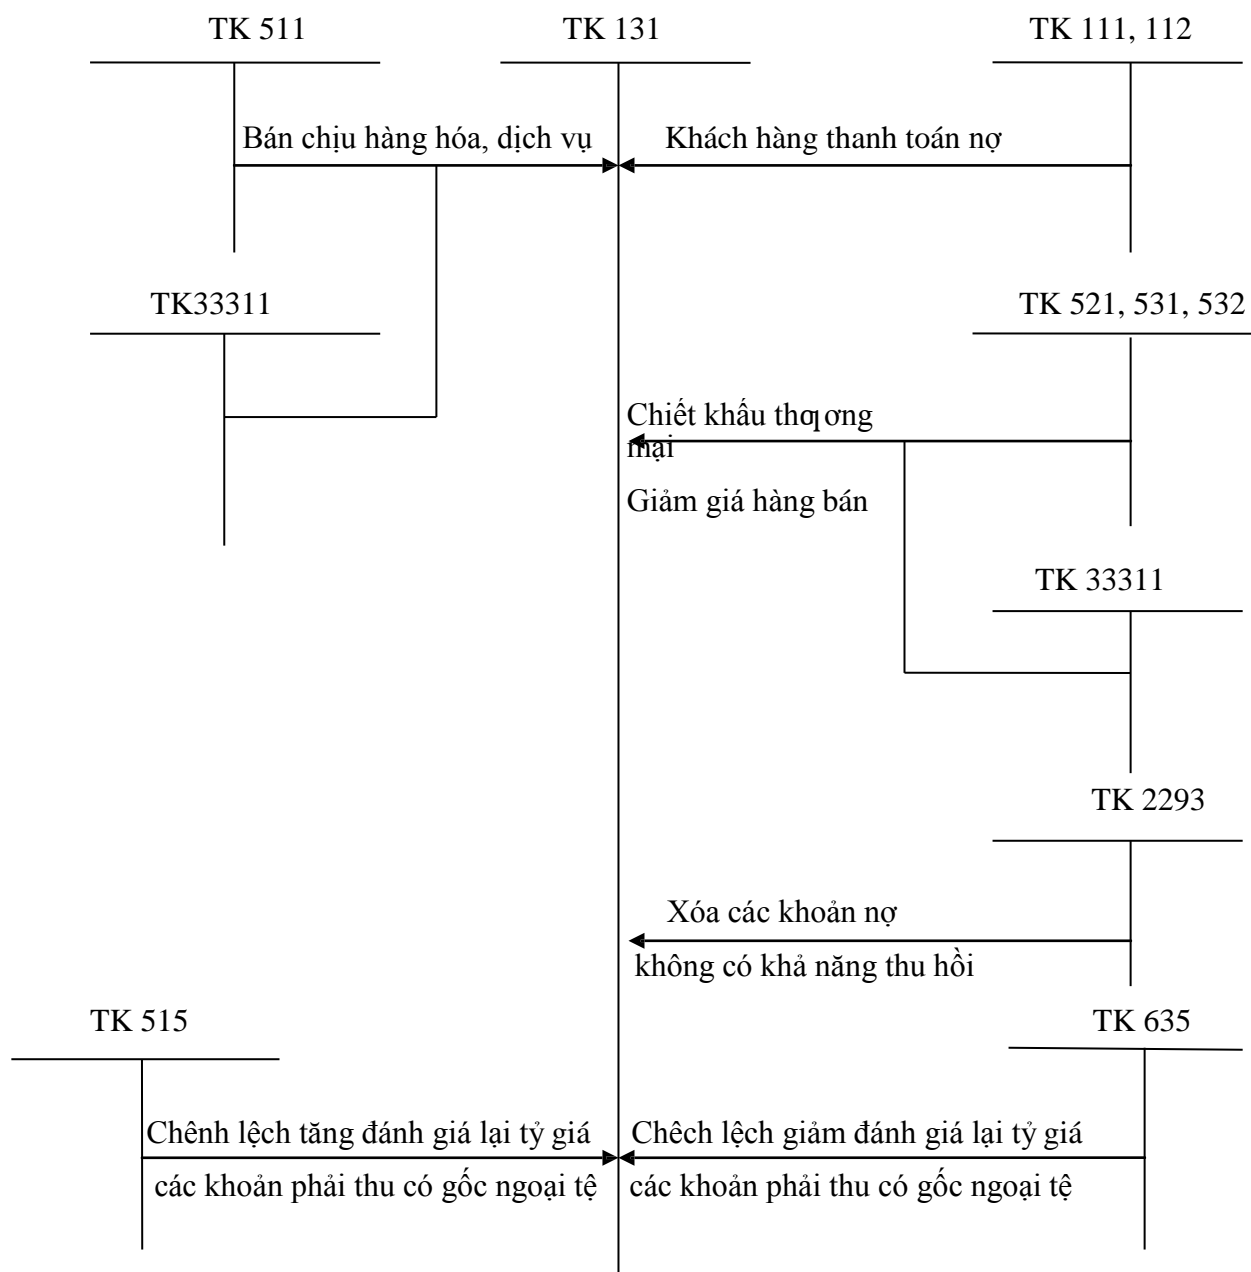 TK 511
TK 131
TK 111, 112
Bán chịu hàng hóa, dịch vụ
Khách hàng thanh toán nợ
TK33311
TK 521, 531, 532
Chiết khấu thƣơng
mại
Giảm giá hàng bán
TK 33311
TK 2293
Xóa các khoản nợ
không có khả năng thu hồi
TK 515
TK 635
Chênh lệch tăng đánh giá lại tỷ giá
các khoản phải thu có gốc ngoại tệ
Chêch lệch giảm đánh giá lại tỷ giá
các khoản phải thu có gốc ngoại tệ